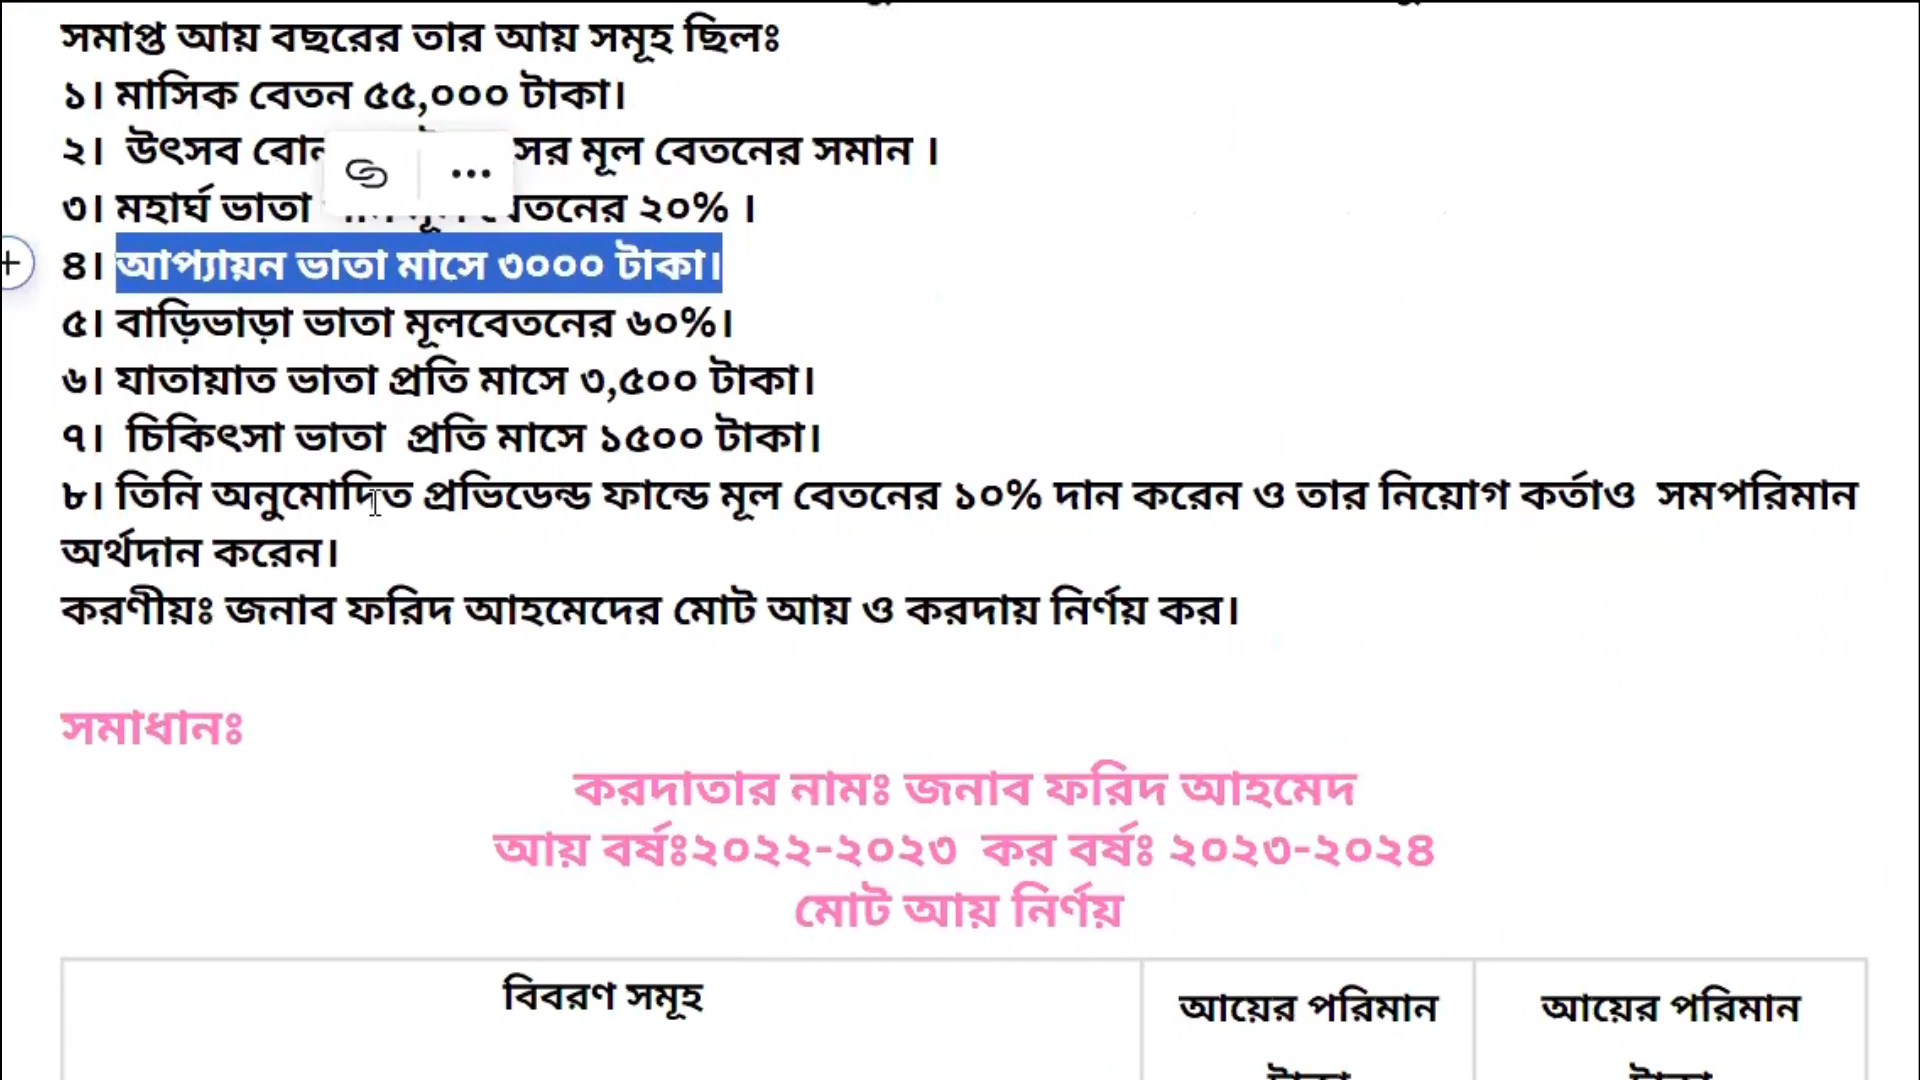 সমাপ্ত আয় বছরের তার আয় সমূহ ছিলঃ
১। মাসিক বেতন ৫৫,০০০ টাকা।
২। উৎসব মূল বেতনের সমান ।
৩। মহার্ঘ ভাতা ২০% ।
৪। আপ্যায়ন ভাতা মাসে ৩০০০ টাকা।
৫। বাড়িভাড়া ভাতা মূলবেতনের ৬০%।
৬। যাতায়াত ভাতা প্রতি মাসে ৩,৫০০ টাকা।
৭। চিকিৎসা ভাতা প্রতি মাসে ১৫০০ টাকা।
৮। তিনি অনুমোদিত প্রভিডেন্ড ফান্ডে মূল বেতনের ১০% দান করেন ও তার নিয়োগ কর্তাও সমপরিমান
অর্থদান করেন।
করণীয়ঃ জনাব ফরিদ আহমেদের মোট আয় ও করদায় নির্ণয় কর।
সমাধানঃ
করদাতার নামঃ জনাব ফরিদ আহমেদ
আয় বর্ষঃ২০২২-২০২৩ কর বর্ষঃ ২০২৩-২০২৪
মোট আয় নির্ণয়
বিবরণ সমূহ
আয়ের পরিমান
আয়ের পরিমান